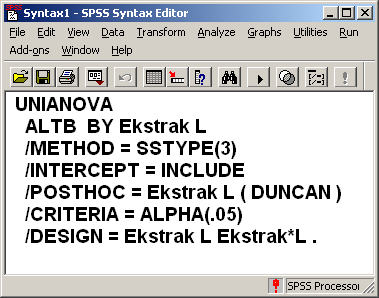 Syntax1 - SPSS Syntax Editor
File Edit View Data Transform Analyze Graphs Utilities Run
Add-ons Window Help
UNIANOVA
ALTB BY Ekstrak L
/METHOD = SSTYPE(3)
/INTERCEPT = INCLUDE
/POSTHOC = Ekstrak L ( DUNCAN )
/CRITERIA = ALPHA(.05)
/DESIGN = Ekstrak L Ekstrak*L .
SPSS Processor